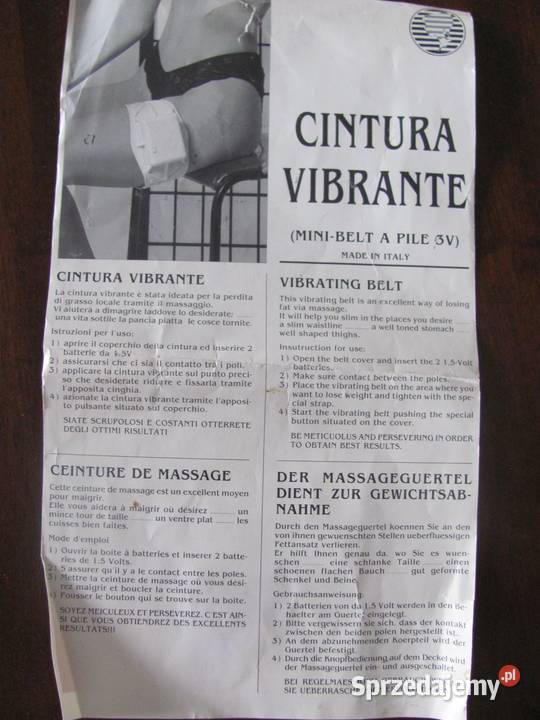 CINTURA
VIBRANTE
(MINI-BELT A PILE 3V)
MADE IN ITALY
CINTURA VIBRANTE
La cintura vibrante è stata ideata per la perdita
di grasso locale tramite il massaggio.
Vi aiuterà a dimagrire laddove lo desiderate; ......
una vita sottile la pancia piatta le cosce tornite.
Istruzioni per l'uso:
1) aprire il coperchio della cintura ed inserire 2
batterie da 1.5V
2) assicurarsi che ci sia il contatto tra i poli.
3) applicare la cintura vibrante sul punto preci-
so che desiderate ridurre e fissarla tramite
l'apposita cinghia.
4) azionale la cintura vibrante tramite l'apposi-
to pulsante situato sul coperchio.
SIATE SCRUPOLOSI E COSTANTI OTTERRETE
DEGLI OTTIMI RISULTATI
VIBRATING BELT
This vibrating belt is an excellent way of losing
fat via massage.
It will help you slim in the places you desire ......
a slim waistline ......... a well toned stomach ......
well shaped thighs.
Instruction for use:
1) Open the belt cover and insert the 2 1.5-Volt
batteries.
2) Make sure contact between the poles.
3) Place the vibrating belt on the area where you
want to lose weight and tighten with the spe-
cial strap.
4) Start the vibrating belt pushing the special
button situated on the cover.
BE METICUOLUS AND PERSEVERING IN ORDER
TO OBTAIN BEST RESULTS.
CEINTURE DE MASSAGE
Cette ceinture de massage est un excellent moyen
pour maigrir.
Elle vous aidera à maigrir où désirez ...... un
mince tour de taille ......... un ventre plat ...... les
cuisses bien faites.
Mode d'emploi
1) Ouvrir la boite à batteries et inserer 2 batte-
ries de 1.5 Volts.
2) S'assurer qu'il y a le contact entre les poles.
3) Mettre la ceinture de massage où vous dési-
rez maigrir et boucler la ceinture.
4) Pousser le bouton qui se trouve sur la boite.
SOYEZ MEICULEUX ET PERSEVEREZ. C'EST AIN-
SI QUE VOUS OBTIENDREZ DES EXCELLENTS
RESULTATS!!!
DER MASSAGEGUERTEL
DIENT ZUR GEWICHTSAB-
NAHME
Durch den Massageguertel koennen Sie an den
von ihnen gewuenschten Stellen ueberfluessigen
Fettansatz verlieren.
Er hilft Ihnen genau da, wo Sie es wuen-
schen ......... eine schlanke Taille ......... einen
schoenen flachen Bauch ...... gut geformte
Schenkel und Beine.
Gebrauchsanweisung:
1) 2 Batterien von da 1.5 Volt werden in den Be-
haelter am Guertel eingelegt.
2) Bitte vergewissern sie sich, dass der kontakt
zwischen den beiden polen hergestellt ist.
3) An dem abzunehmenden Koerpteil wird der
Guertel befestigt.
4) Durch die Knopfbedienung auf dem Deckel wird
der Massageguertel ein- und ausgeschaltet.
BEI REGELMAES
SIE UEBERRASCH
Sprzedajemy.pl